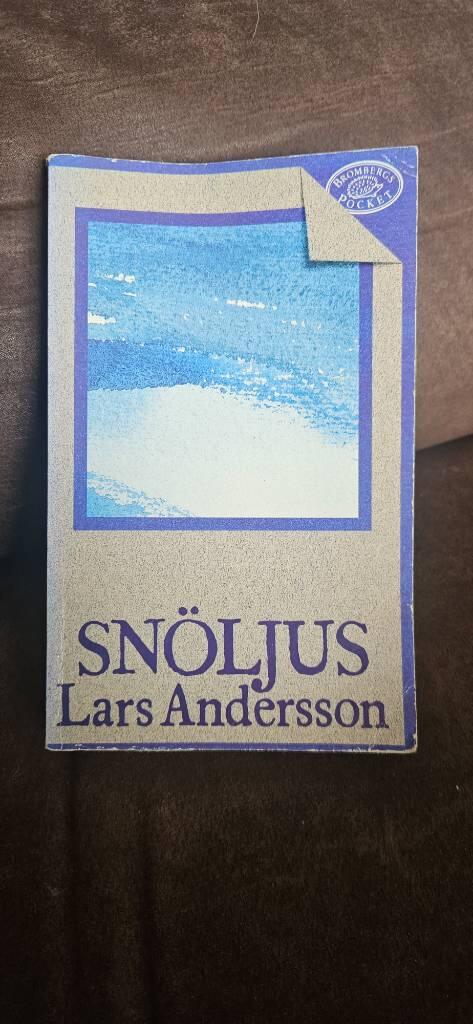 BROMBERGS
POCKET
SNÖLJUS
Lars Andersson